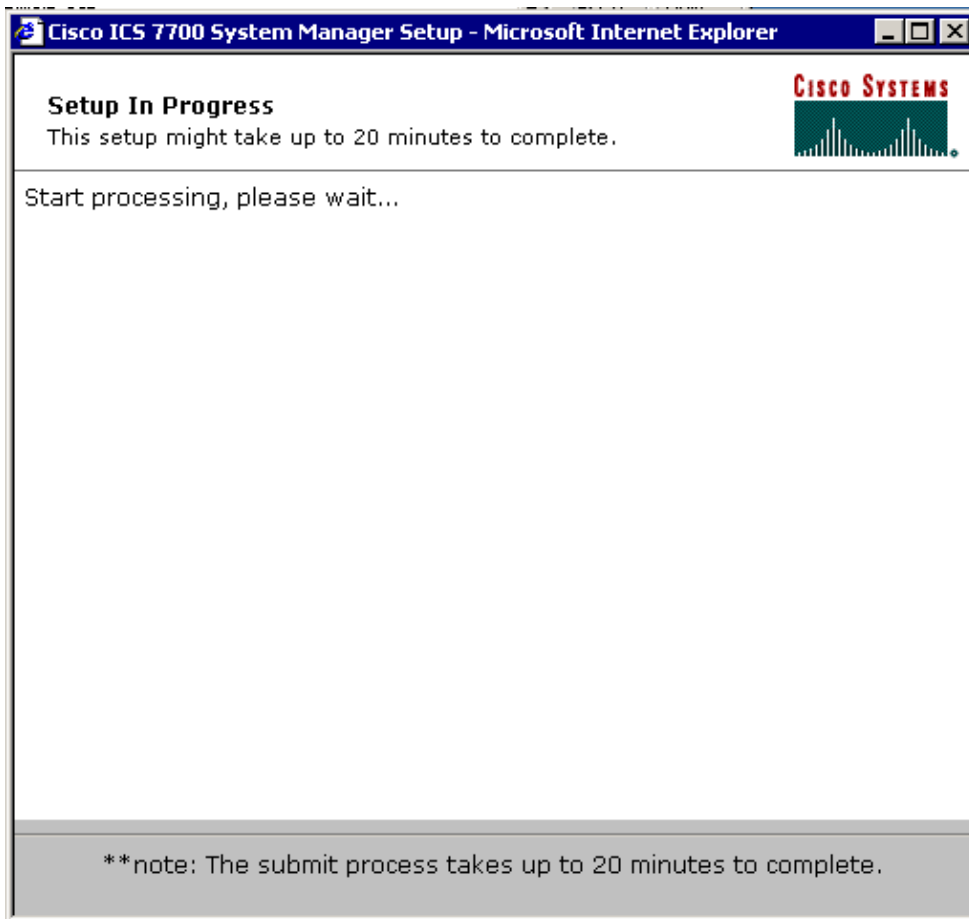 Cisco ICS 7700 System Manager Setup - Microsoft Internet Explorer
Setup In Progress
This setup might take up to 20 minutes to complete.
CISCO SYSTEMS
Start processing, please wait...
**note: The submit process takes up to 20 minutes to complete.